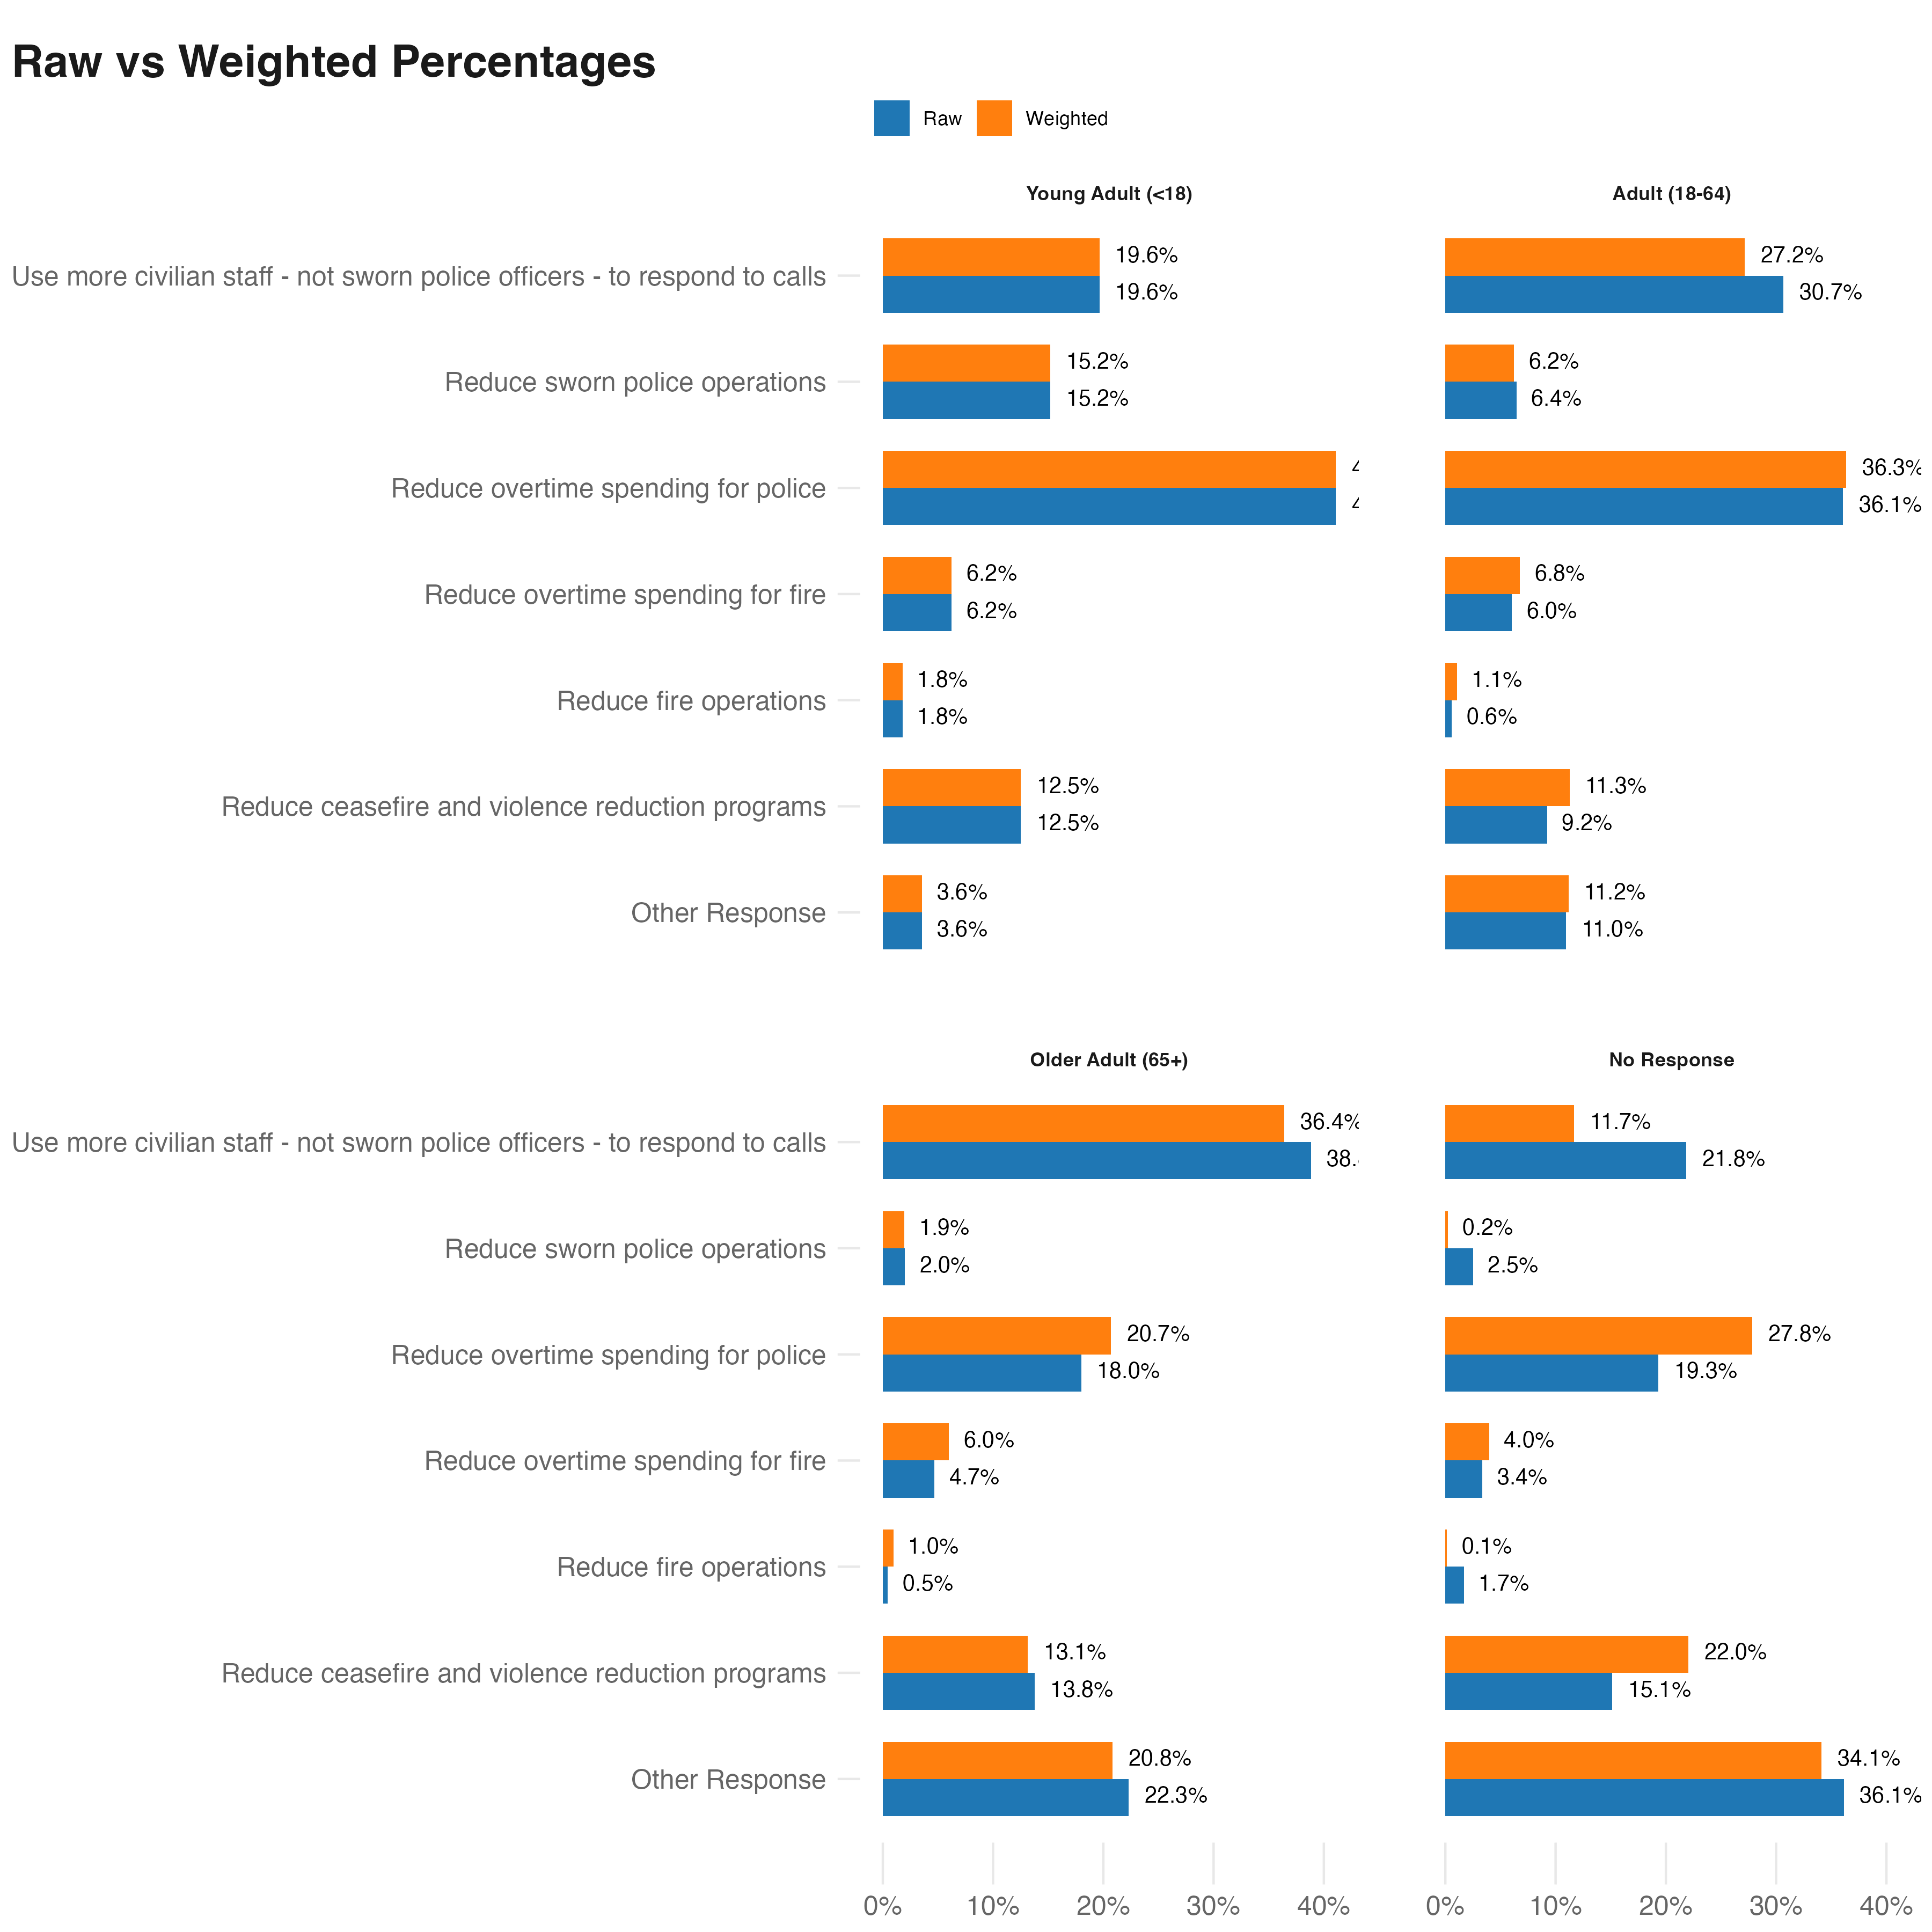 Raw vs Weighted Percentages
Raw Weighted
Young Adult (<18) Adult (18-64)
Use more civilian staff - not sworn police officers - to respond to calls 19.6% 27.2%
19.6% 30.7%
Reduce sworn police operations 15.2% 6.2%
15.2% 6.4%
Reduce overtime spending for police 36.3%
36.1%
Reduce overtime spending for fire 6.2% 6.8%
6.2% 6.0%
Reduce fire operations 1.8% 1.1%
1.8% 0.6%
Reduce ceasefire and violence reduction programs 12.5% 11.3%
12.5% 9.2%
Other Response 3.6% 11.2%
3.6% 11.0%
Older Adult (65+) No Response
Use more civilian staff - not sworn police officers - to respond to calls 36.4% 11.7%
38. 21.8%
Reduce sworn police operations 1.9% 0.2%
2.0% 2.5%
Reduce overtime spending for police 20.7% 27.8%
18.0% 19.3%
Reduce overtime spending for fire 6.0% 4.0%
4.7% 3.4%
Reduce fire operations 1.0% 0.1%
0.5% 1.7%
Reduce ceasefire and violence reduction programs 13.1% 22.0%
13.8% 15.1%
Other Response 20.8% 34.1%
22.3% 36.1%
0% 10% 20% 30% 40% 0% 10% 20% 30% 40%